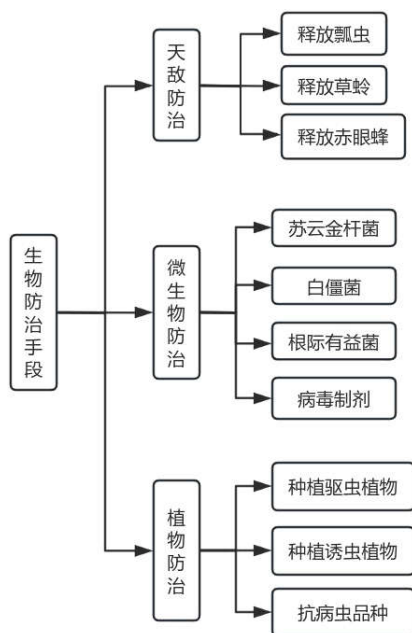 生物防治手段
天敌防治
释放瓢虫
释放草蛉
释放赤眼蜂
微生物防治
苏云金杆菌
白僵菌
根际有益菌
病毒制剂
植物防治
种植驱虫植物
种植诱虫植物
抗病虫品种